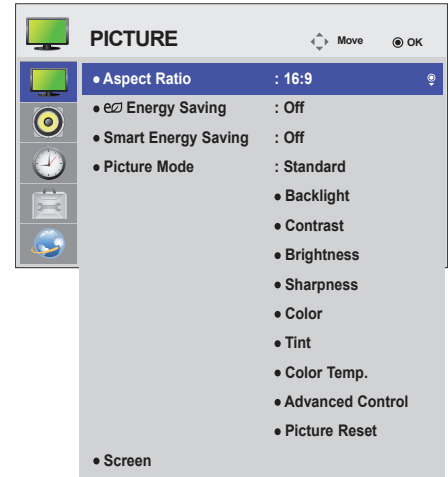 PICTURE Move OK
• Aspect Ratio : 16:9
• e Energy Saving : Off
• Smart Energy Saving : Off
• Picture Mode : Standard
• Backlight
• Contrast
• Brightness
• Sharpness
• Color
• Tint
• Color Temp.
• Advanced Control
• Picture Reset
• Screen